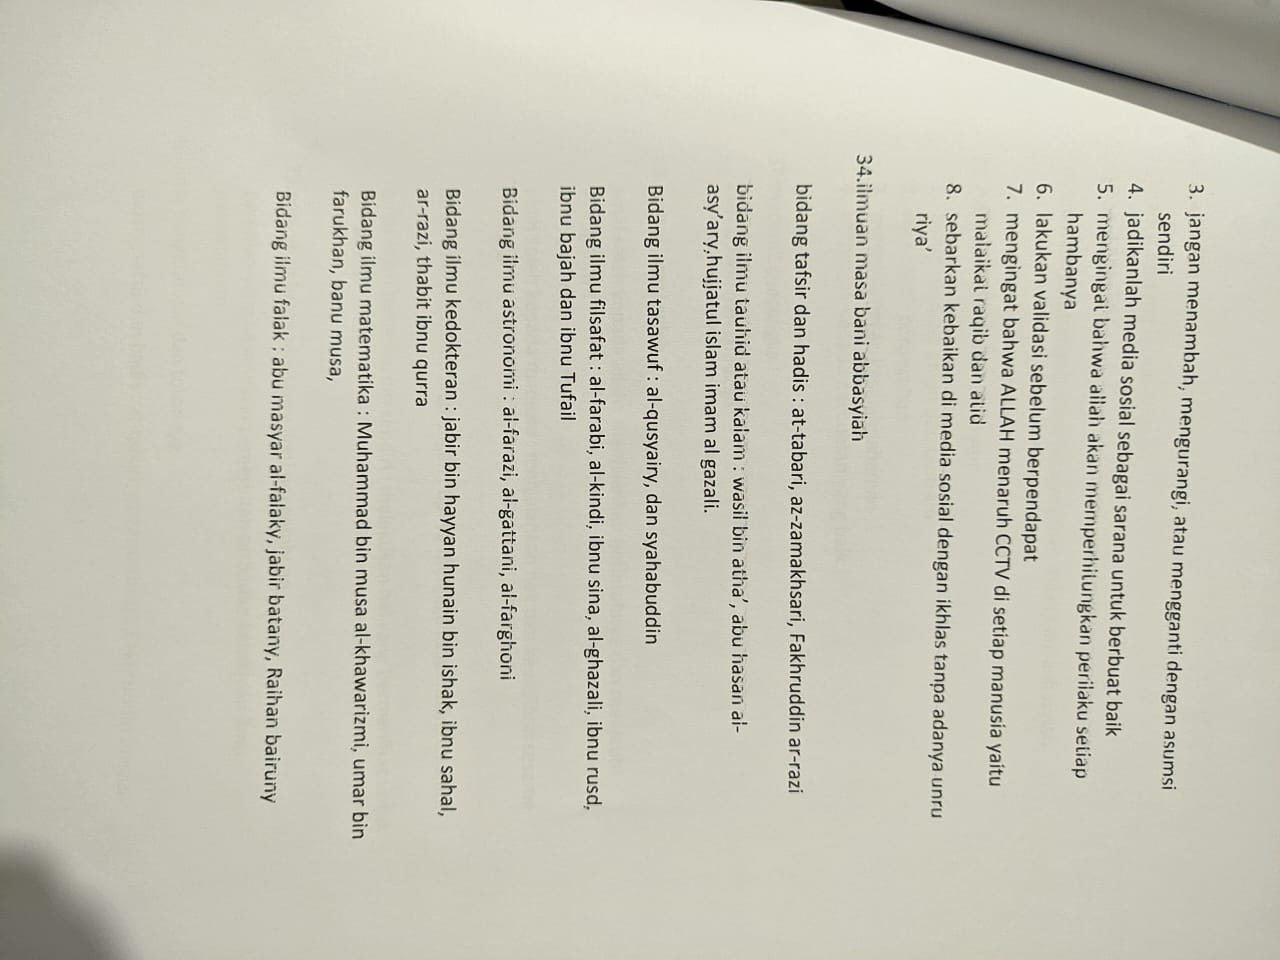 3. jangan menambah, mengurangi, atau mengganti dengan asumsi
sendiri
4. jadikanlah media sosial sebagai sarana untuk berbuat baik
5. mengingat bahwa allah akan memperhitungkan perilaku setiap
hambanya
6. lakukan validasi sebelum berpendapat
7. mengingat bahwa ALLAH menaruh CCTV di setiap manusia yaitu
malaikat raqib dan atid
8. sebarkan kebaikan di media sosial dengan ikhlas tanpa adanya unru
riya’
34.ilmuan masa bani abbasyiah
bidang tafsir dan hadis : at-tabari, az-zamakhsari, Fakhruddin ar-razi
bidang ilmu tauhid atau kalam : wasil bin atha’, abu hasan al-
asy’ary,hujjatul islam imam al gazali.
Bidang ilmu tasawuf : al-qusyairy, dan syahabuddin
Bidang ilmu filsafat : al-farabi, al-kindi, ibnu sina, al-ghazali, ibnu rusd,
ibnu bajah dan ibnu Tufail
Bidang ilmu astronomi : al-farazi, al-gattani, al-farghoni
Bidang ilmu kedokteran : jabir bin hayyan hunain bin ishak, ibnu sahal,
ar-razi, thabit ibnu qurra
Bidang ilmu matematika : Muhammad bin musa al-khawarizmi, umar bin
farukhan, banu musa,
Bidang ilmu falak : abu masyar al-falaky, jabir batany, Raihan bairuny